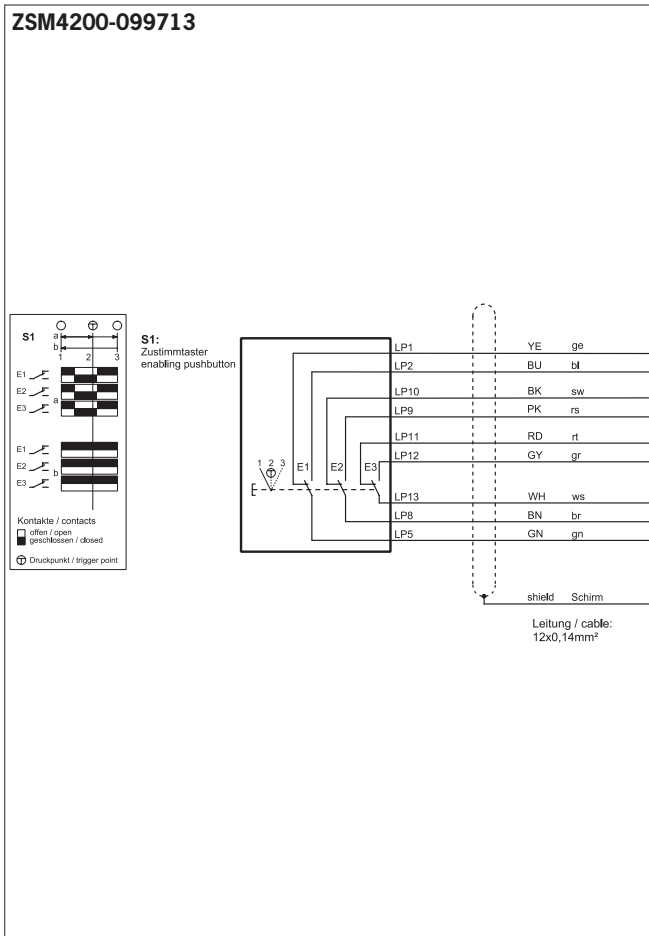 ZSM4200-099713
S1
a
b
1 2 3
E1
E2
a
E3
E1
E2
b
E3
Kontakte / contacts
offen / open
geschlossen / closed
Druckpunkt / trigger point
S1:
Zustimmtaster
enabling pushbutton
1 2 3
E1
E2
E3
LP1 YE ge
LP2 BU bl
LP10 BK sw
LP9 PK rs
LP11 RD rt
LP12 GY gr
LP13 WH ws
LP8 BN br
LP5 GN gn
shield Schirm
Leitung / cable:
12x0,14mm²